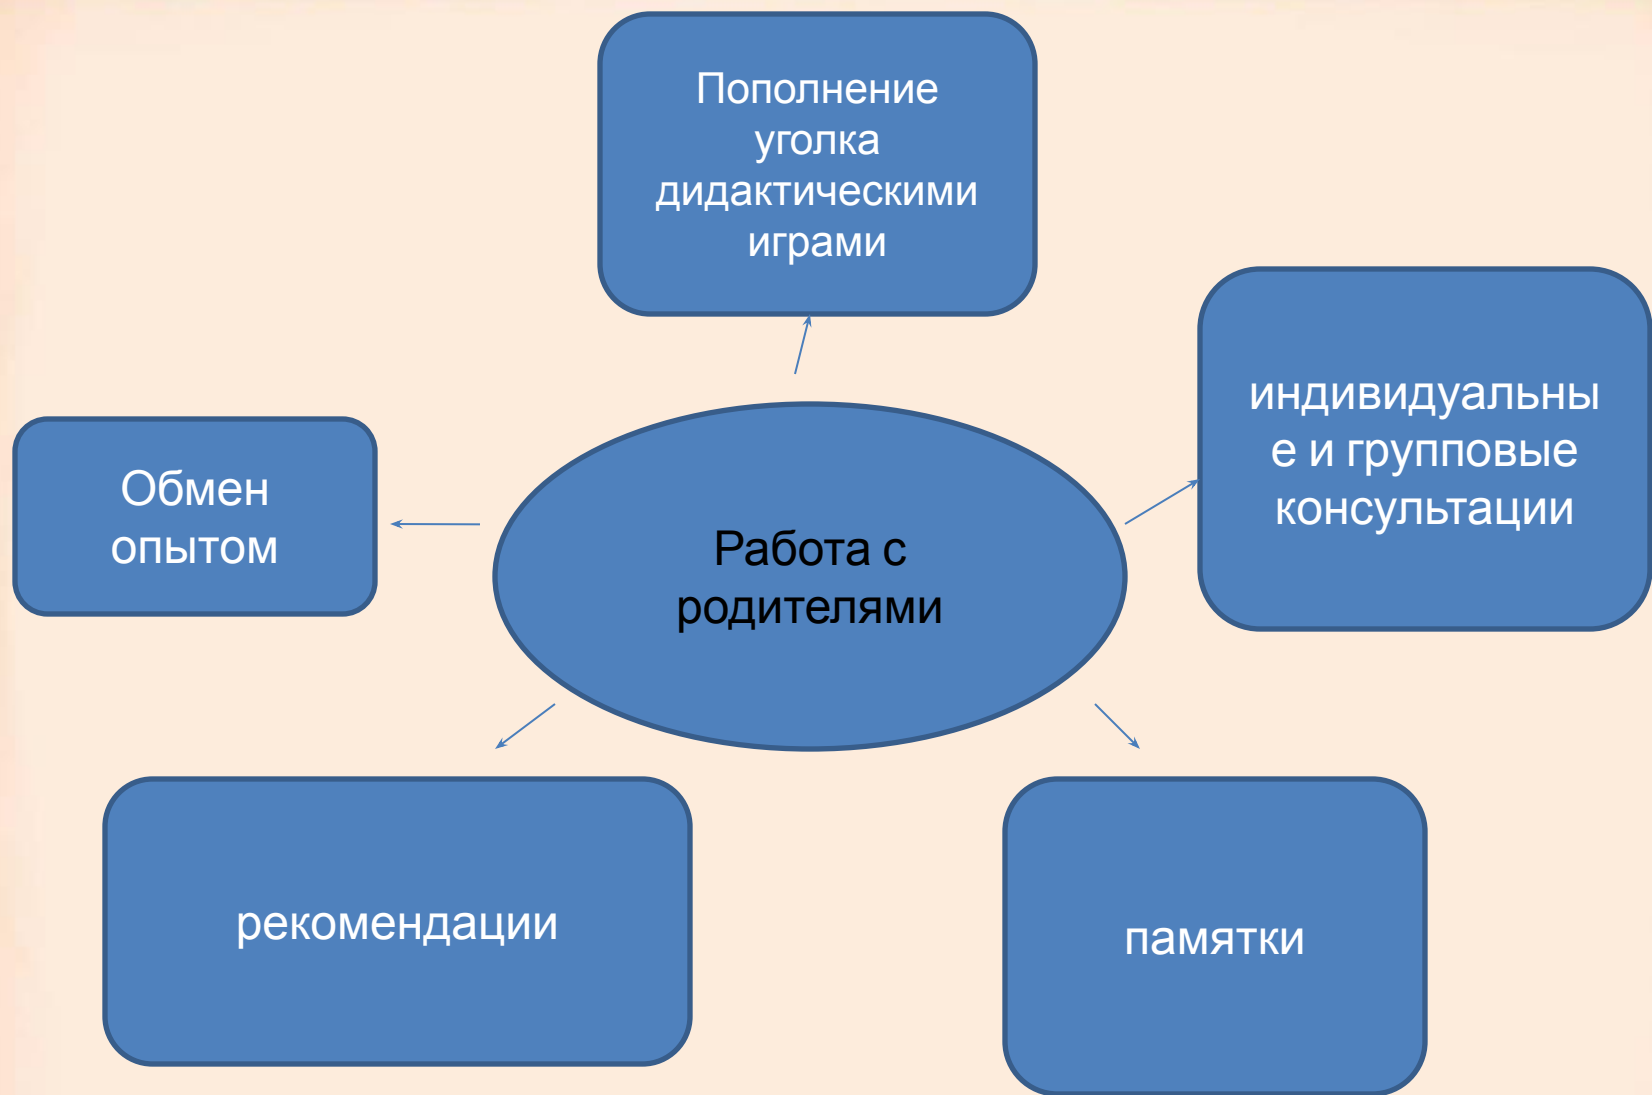 Пополнение
уголка
дидактическими
играми
индивидуальны
е и групповые
консультации
Обмен
опытом
Работа с
родителями
рекомендации
памятки